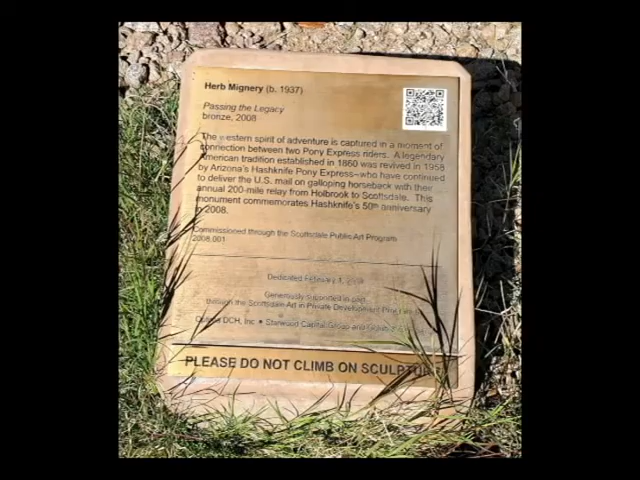 Herb Mignery (b. 1937)
Passing the Legacy
bronze, 2008
The western spirit of adventure is captured in a moment of
connection between two Pony Express riders. A legendary
American tradition established in 1860 was revived in 1958
by Arizona's Hashknife Pony Express–who have continued
to deliver the U.S. mail on galloping horseback with their
annual 200-mile relay from Holbrook to Scottsdale. This
monument commemorates Hashknife's 50th anniversary
in 2008.
Commissioned through the Scottsdale Public Art Program
2008.001
Dedicated February
Generously supported in part
through the Scottsdale Art in Private Development Program
DCH, Inc • Starwood Capital Group and
PLEASE DO NOT CLIMB ON SCULPTURE